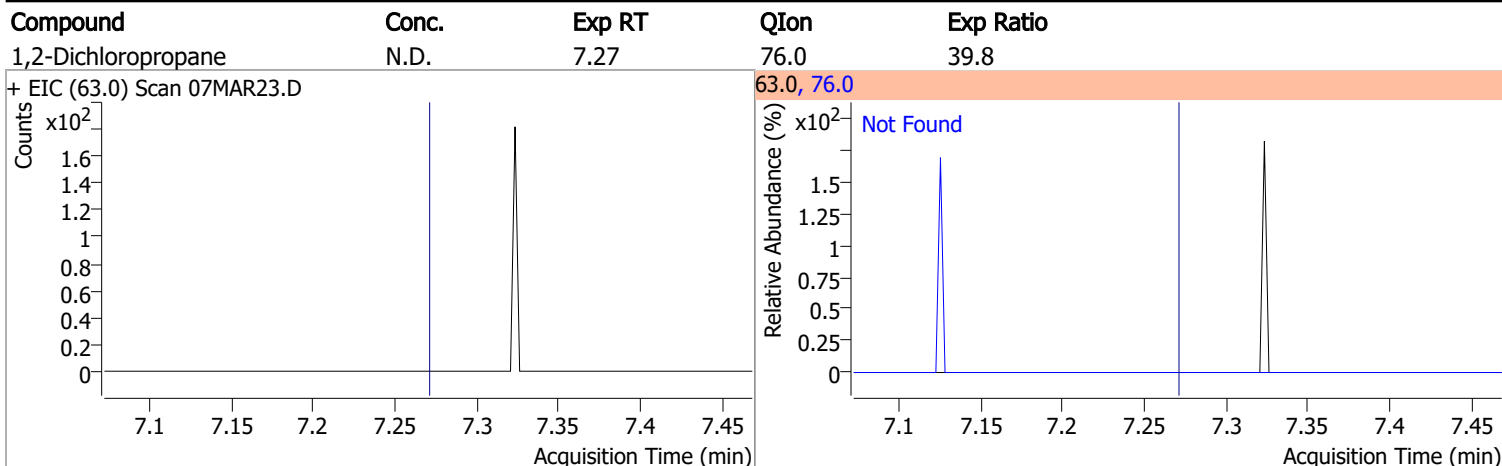 Compound Conc. Exp RT QIon Exp Ratio
1,2-Dichloropropane N.D. 7.27 76.0 39.8
+ EIC (63.0) Scan 07MAR23.D
Counts
x10²
1.6
1.4
1.2
1
0.8
0.6
0.4
0.2
0
7.1 7.15 7.2 7.25 7.3 7.35 7.4 7.45
Acquisition Time (min)
63.0, 76.0
Relative Abundance (%)
x10²
Not Found
1.5
1.25
1
0.75
0.5
0.25
0
7.1 7.15 7.2 7.25 7.3 7.35 7.4 7.45
Acquisition Time (min)